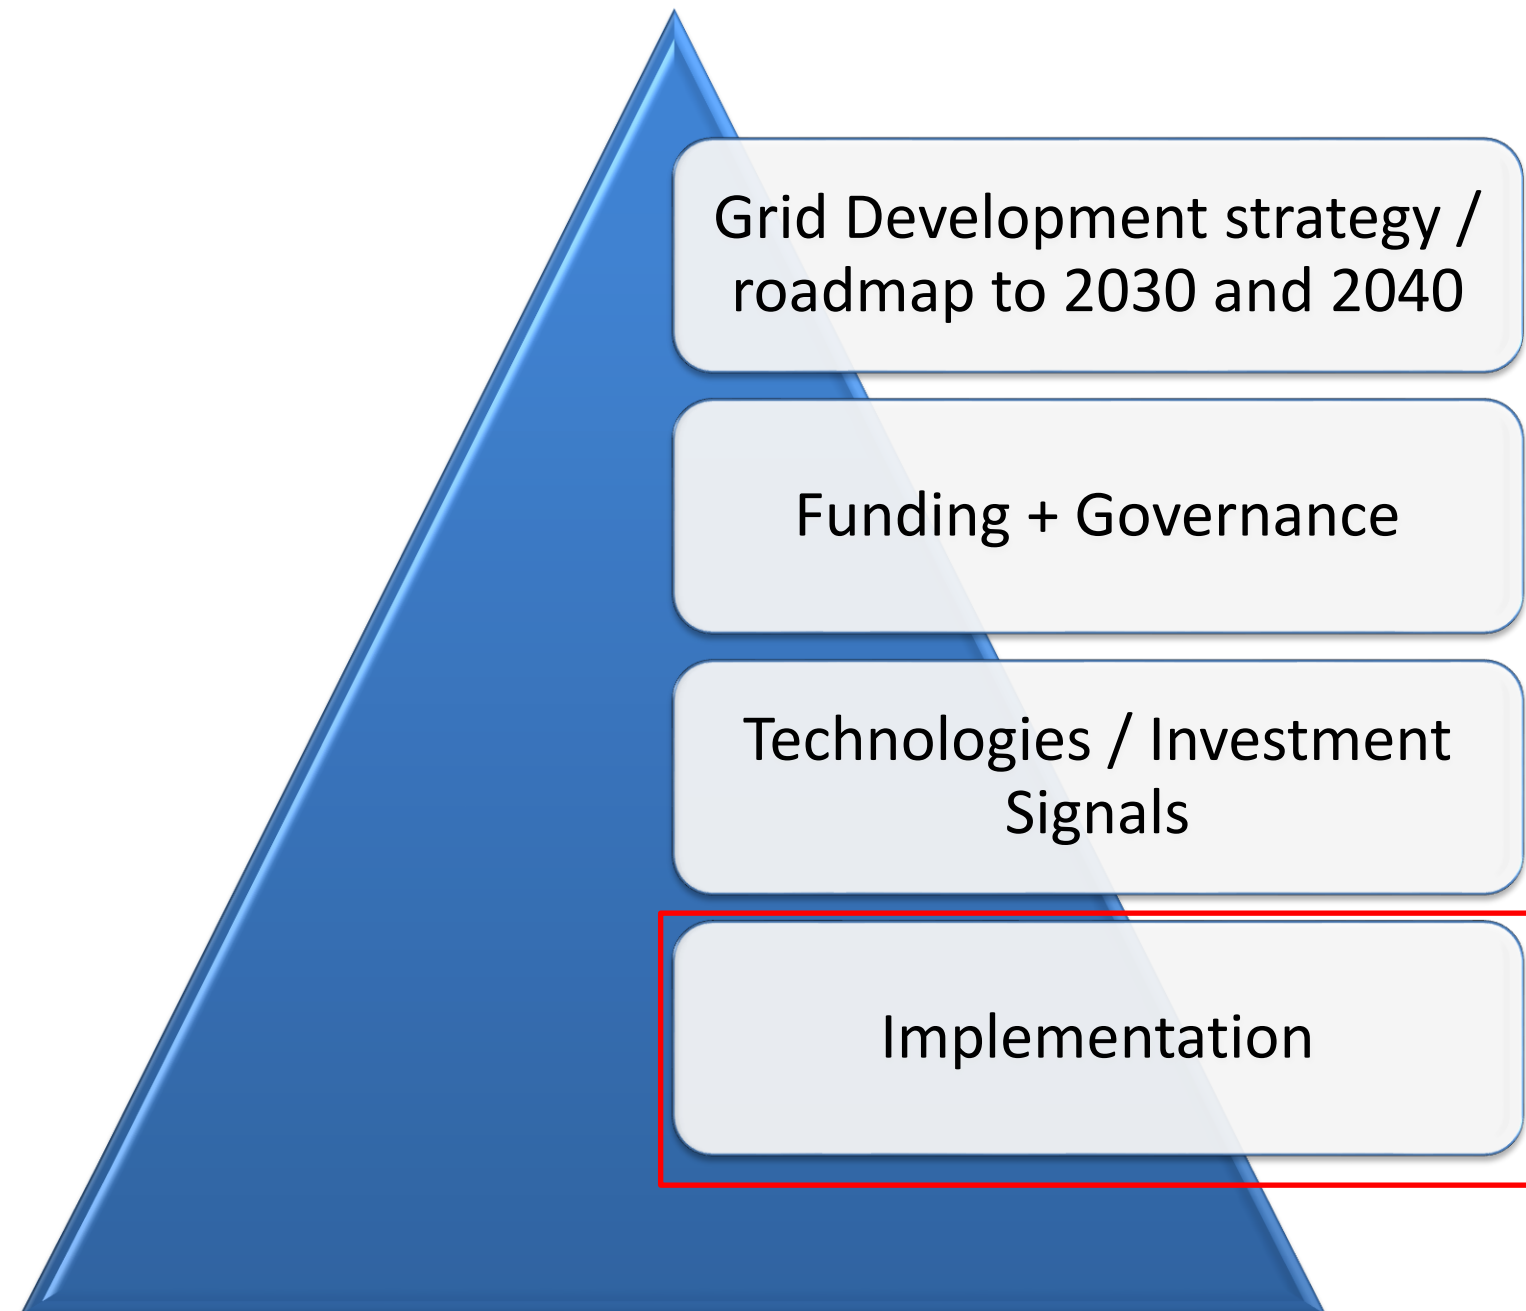 Grid Development strategy /
roadmap to 2030 and 2040
Funding + Governance
Technologies / Investment
Signals
Implementation